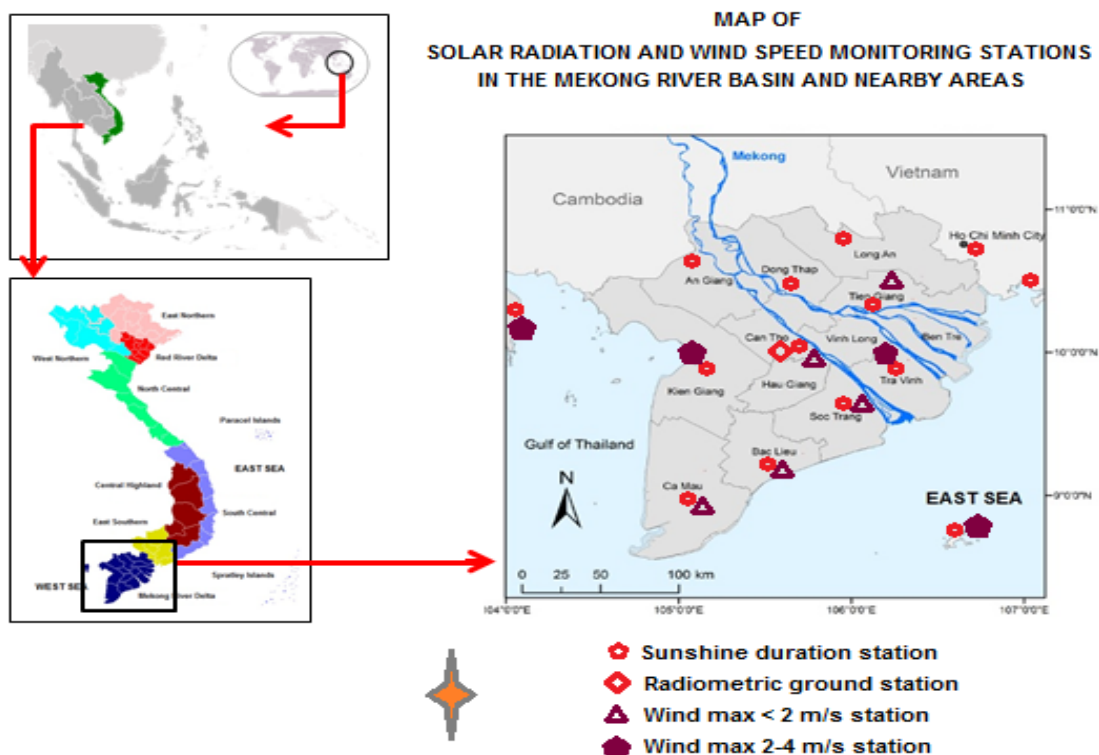 MAP OF
SOLAR RADIATION AND WIND SPEED MONITORING STATIONS
IN THE MEKONG RIVER BASIN AND NEARBY AREAS
East Northern
West Northern
Red River Delta
North Central
Paracel Islands
EAST SEA
Central Highland
South Central
East Southern
Spratley Islands
WEST SEA
Mekong River Delta
Mekong
Vietnam
Cambodia
11°0'0"N
Ho Chi Minh City
Long An
Dong Thap
An Giang
Tien Giang
Ben Tre
Can Tho
Vinh Long
10°0'0"N
Kien Giang
Hau Giang
Tra Vinh
Soc Trang
Gulf of Thailand
Bac Lieu
N
Ca Mau
EAST SEA
9°0'0"N
0 25 50 100 km
104°0'0"E
105°0'0"E
106°0'0"E
107°0'0"E
Sunshine duration station
Radiometric ground station
Wind max < 2 m/s station
Wind max 2-4 m/s station